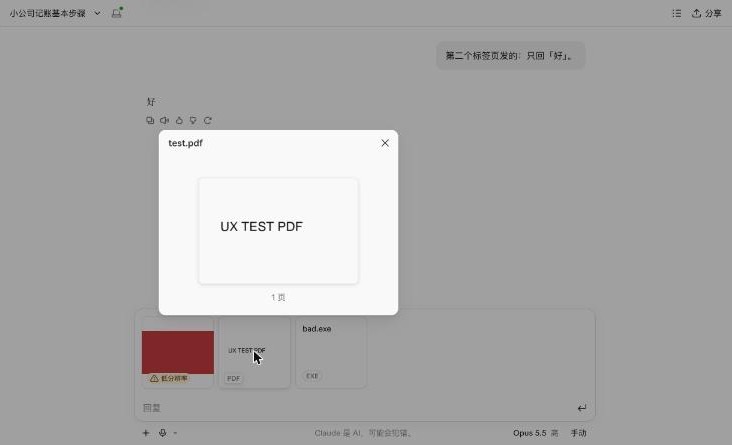 小公司记账基本步骤
分享
第二个标签页发的：只回「好」。
好
test.pdf
UX TEST PDF
1 页
低分辨率
UX TEST PDF
PDF
bad.exe
EXE
回复
Claude 是 AI，可能会犯错。
Opus 5.5 高
手动